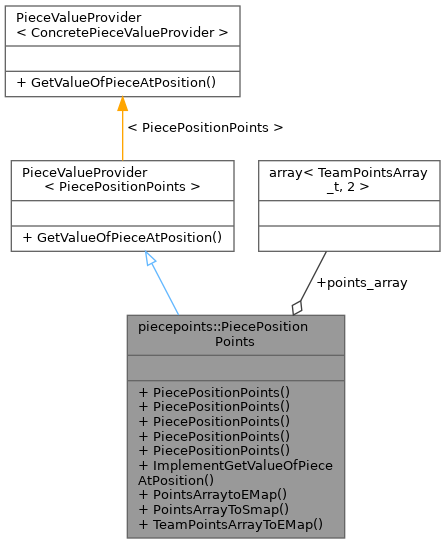 PieceValueProvider
< ConcretePieceValueProvider >
+ GetValueOfPieceAtPosition()
< PiecePositionPoints >
PieceValueProvider
< PiecePositionPoints >
+ GetValueOfPieceAtPosition()
array< TeamPointsArray
_t, 2 >
+points_array
piecepoints::PiecePosition
Points
+ PiecePositionPoints()
+ PiecePositionPoints()
+ PiecePositionPoints()
+ PiecePositionPoints()
+ PiecePositionPoints()
+ ImplementGetValueOfPiece
AtPosition()
+ PointsArraytoEMap()
+ PointsArrayToSmap()
+ TeamPointsArrayToEMap()